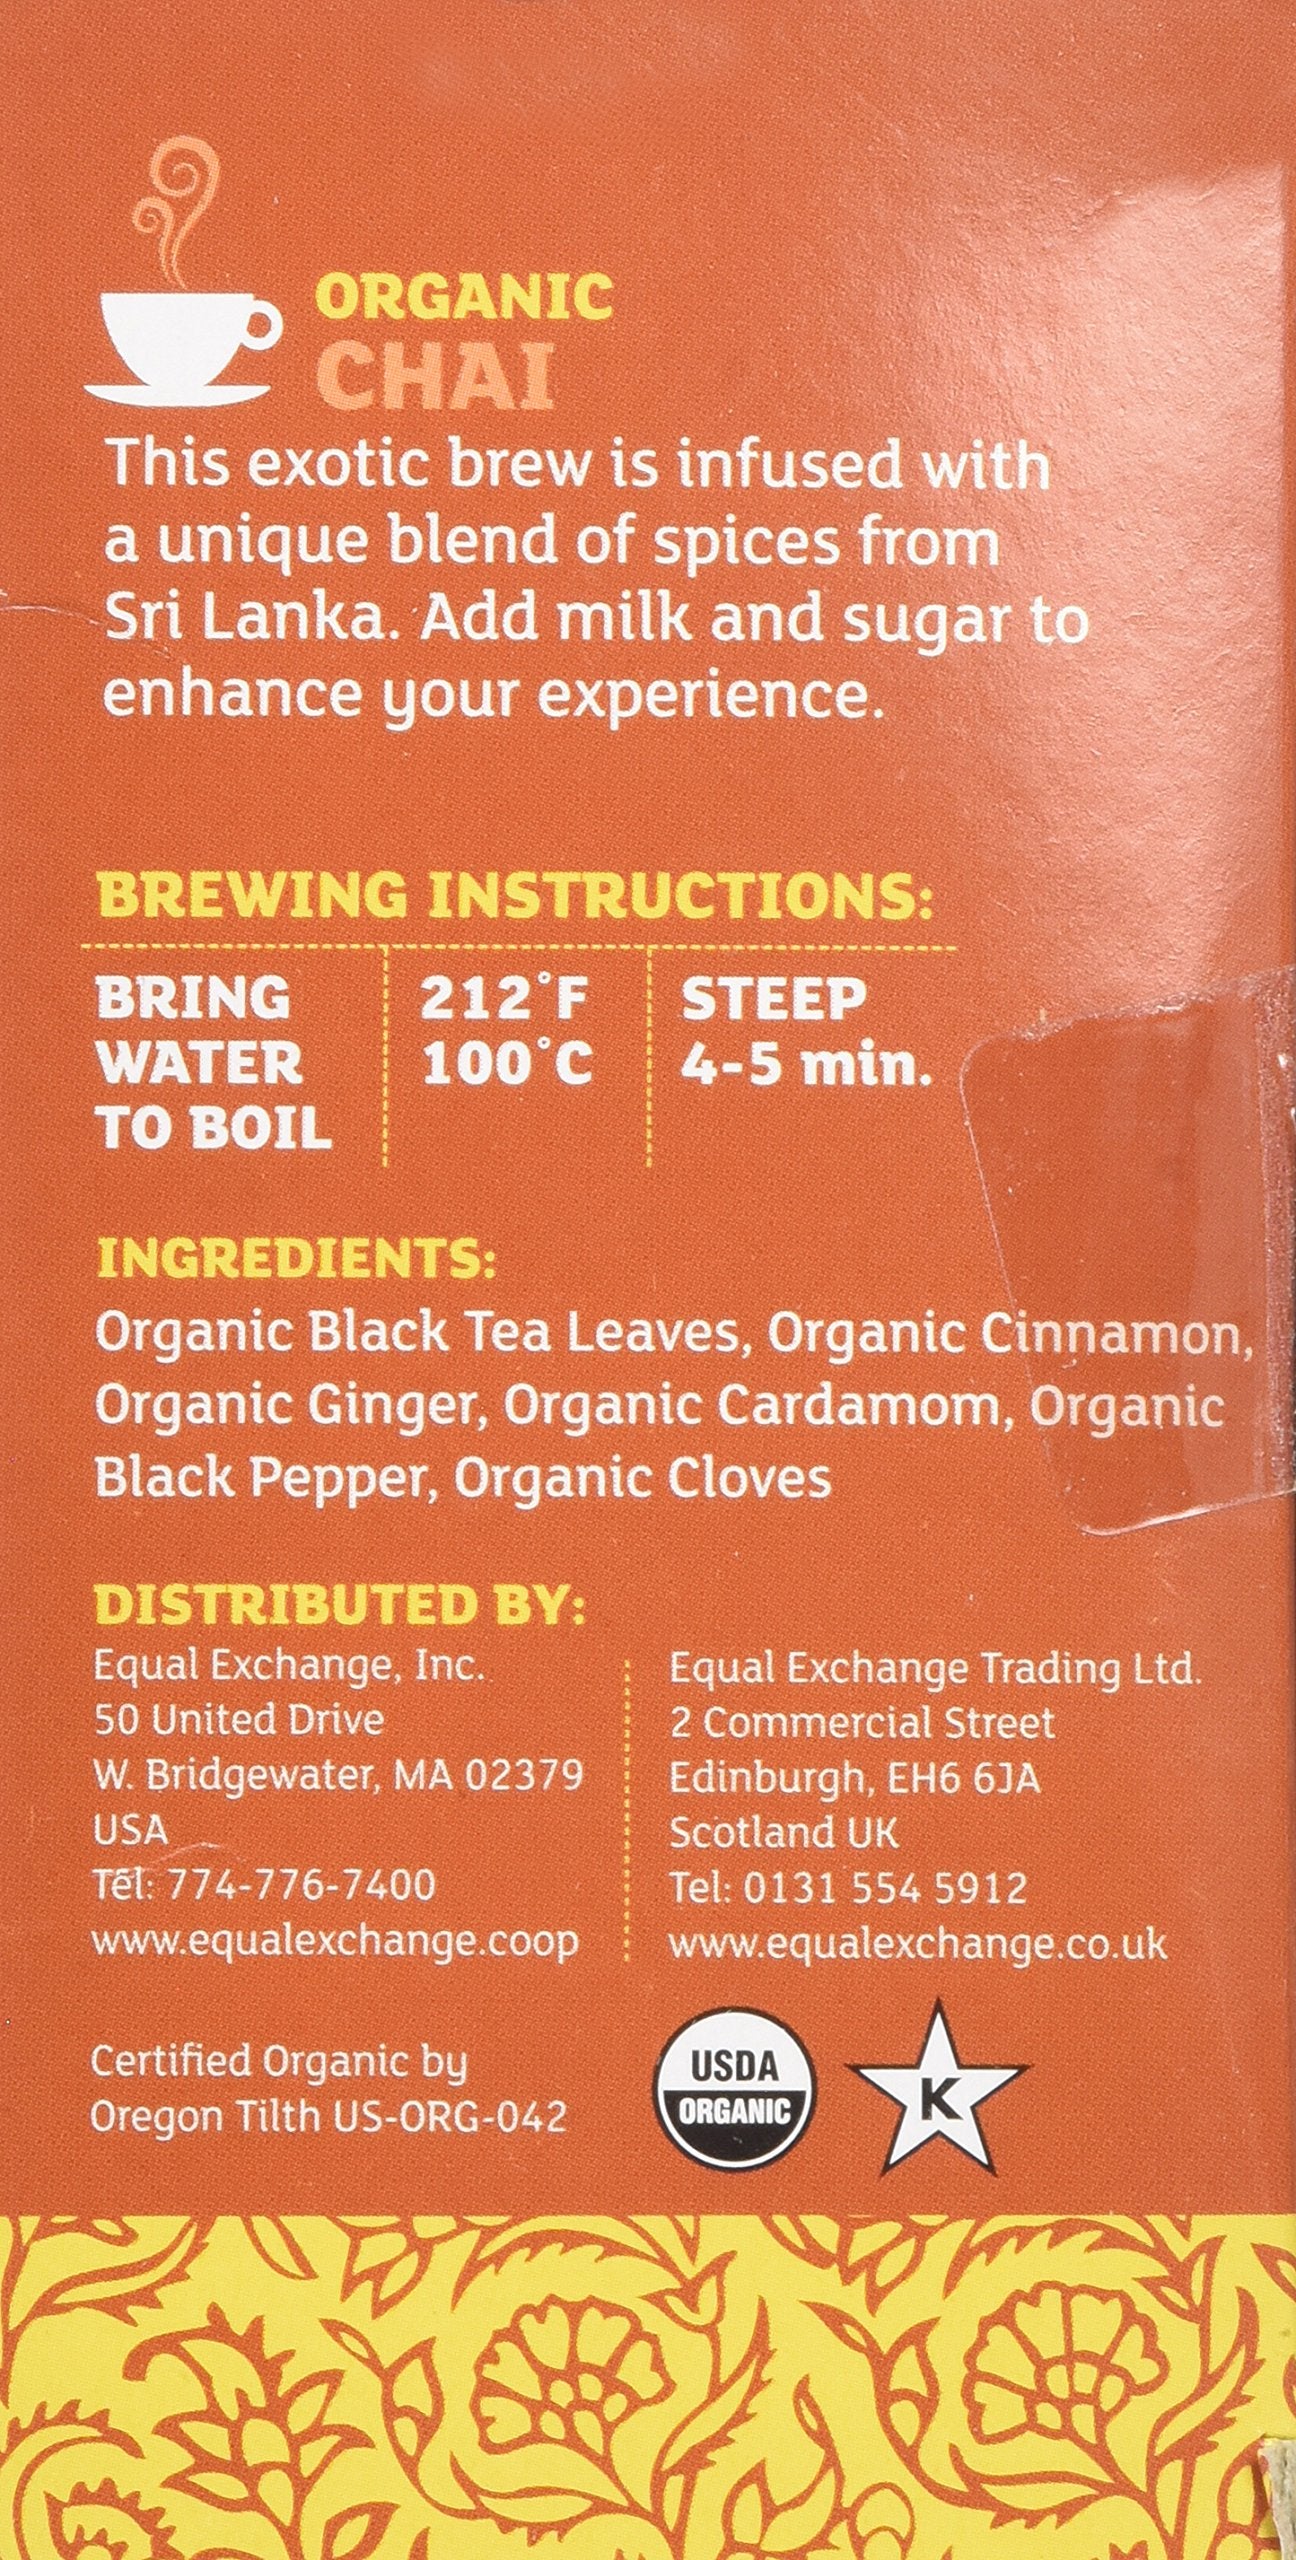 ORGANIC
CHAI
This exotic brew is infused with
a unique blend of spices from
Sri Lanka. Add milk and sugar to
enhance your experience.
BREWING INSTRUCTIONS:
BRING
WATER
TO BOIL
212°F
100°C
STEEP
4-5 min.
INGREDIENTS:
Organic Black Tea Leaves, Organic Cinnamon,
Organic Ginger, Organic Cardamom, Organic
Black Pepper, Organic Cloves
DISTRIBUTED BY:
Equal Exchange, Inc.
50 United Drive
W. Bridgewater, MA 02379
USA
Tel: 774-776-7400
www.equalexchange.coop
Equal Exchange Trading Ltd.
2 Commercial Street
Edinburgh, EH6 6JA
Scotland UK
Tel: 0131 554 5912
www.equalexchange.co.uk
Certified Organic by
Oregon Tilth US-ORG-042
USDA
ORGANIC
K